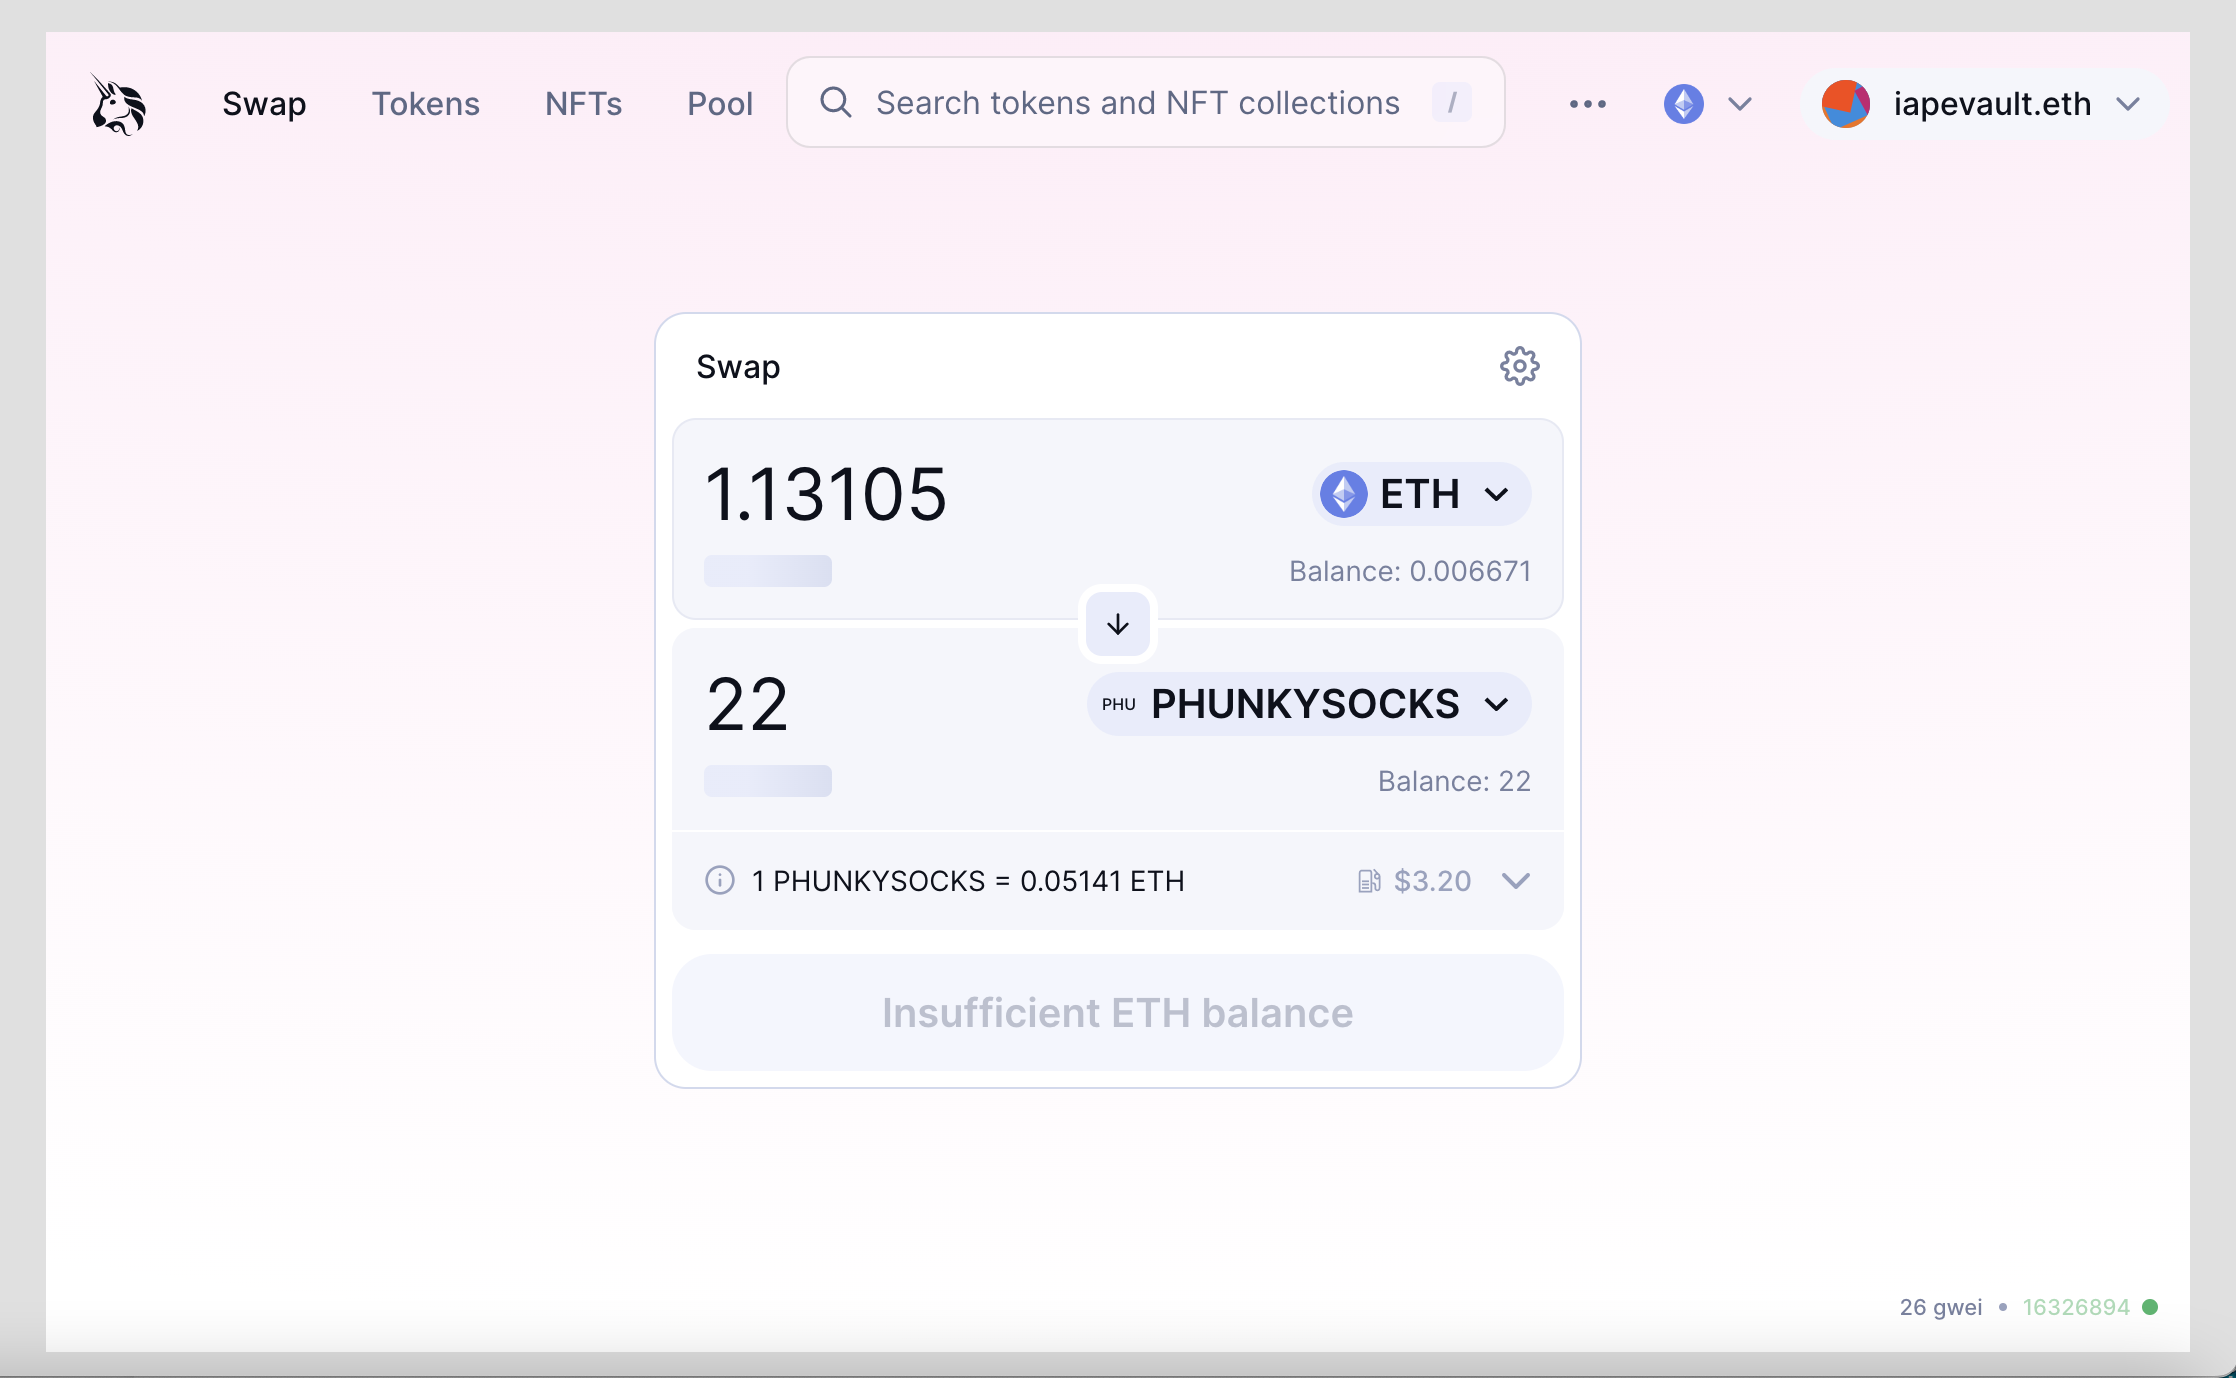 Swap Tokens NFTs Pool Search tokens and NFT collections / iapevault.eth
Swap
1.13105 ETH
Balance: 0.006671
22 PHU PHUNKYSOCKS
Balance: 22
1 PHUNKYSOCKS = 0.05141 ETH $3.20
Insufficient ETH balance
26 gwei • 16326894